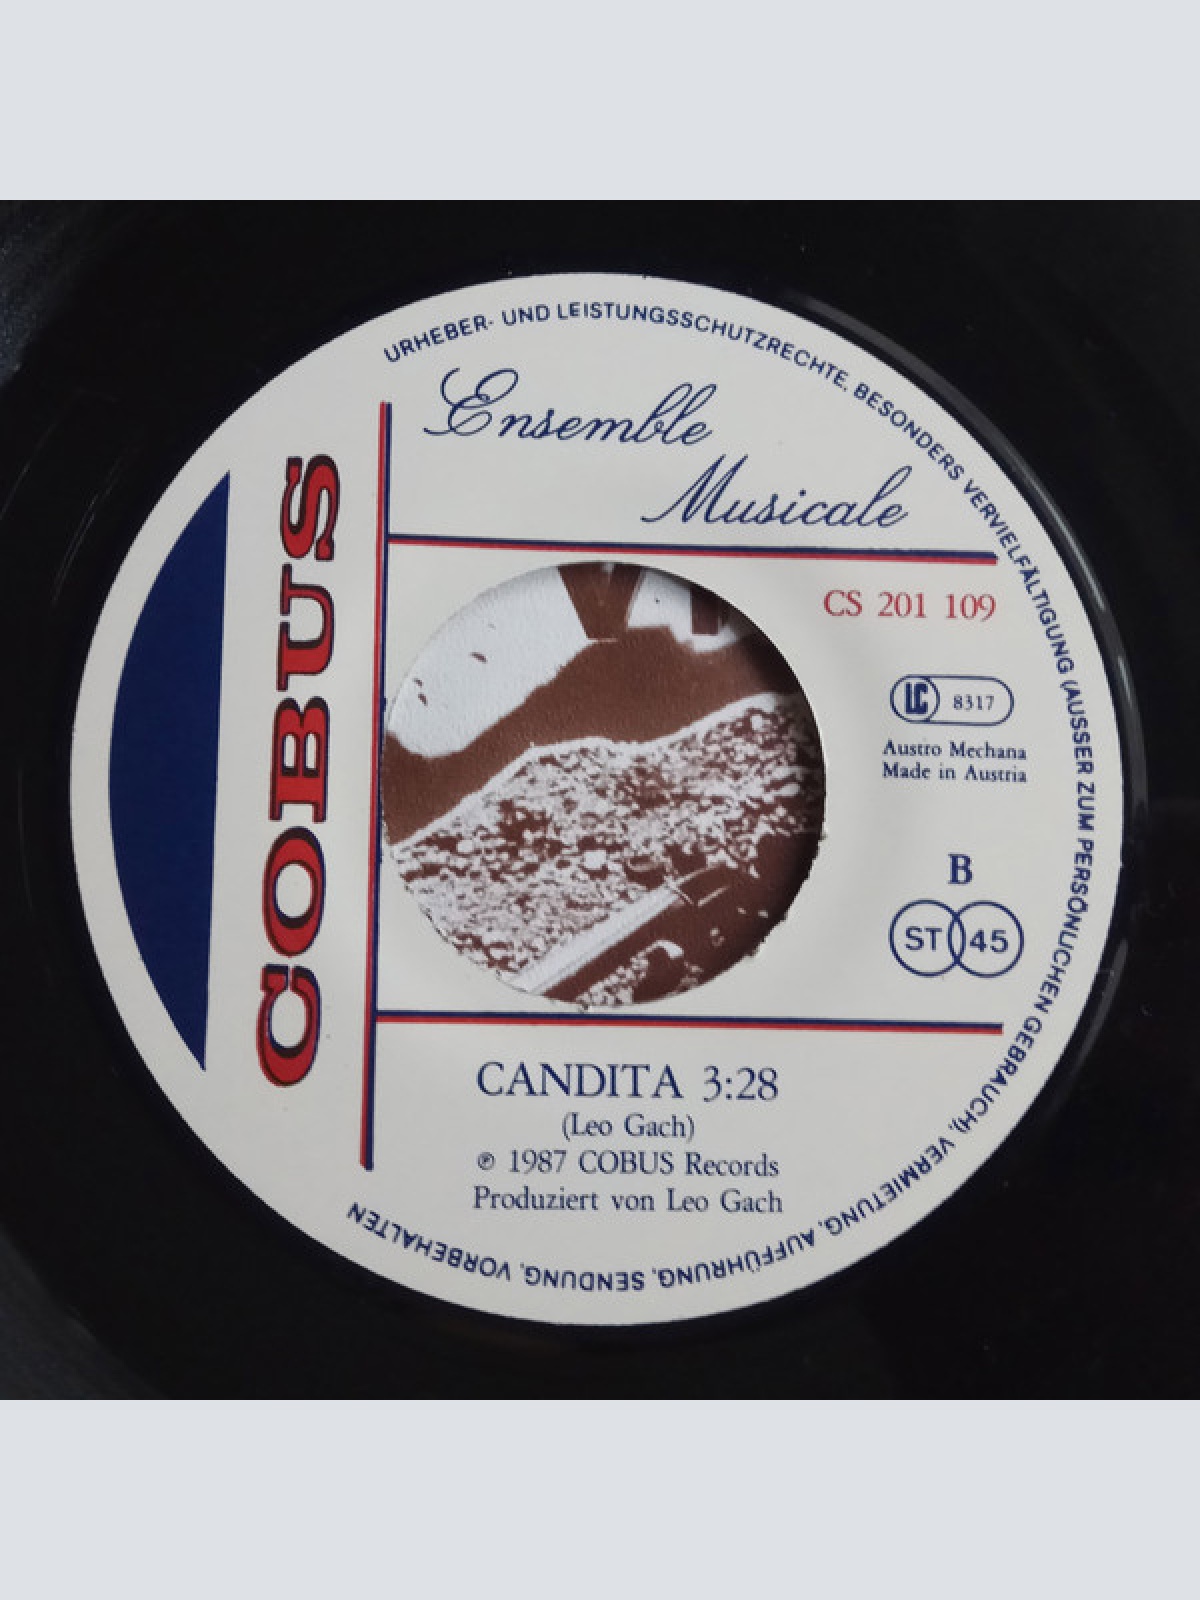 URHEBER- UND LEISTUNGSSCHUTZRECHTE, BESONDERS VERVIELFÄLTIGUNG (AUSSER ZUM PERSÖNLICHEN GEBRAUCH), VERMIETUNG, AUFFÜHRUNG, SENDUNG, VORBEHALTEN
COBUS
Ensemble
Musicale
CS 201 109
LC 8317
Austro Mechana
Made in Austria
B
ST 45
CANDITA 3:28
(Leo Gach)
℗ 1987 COBUS Records
Produziert von Leo Gach